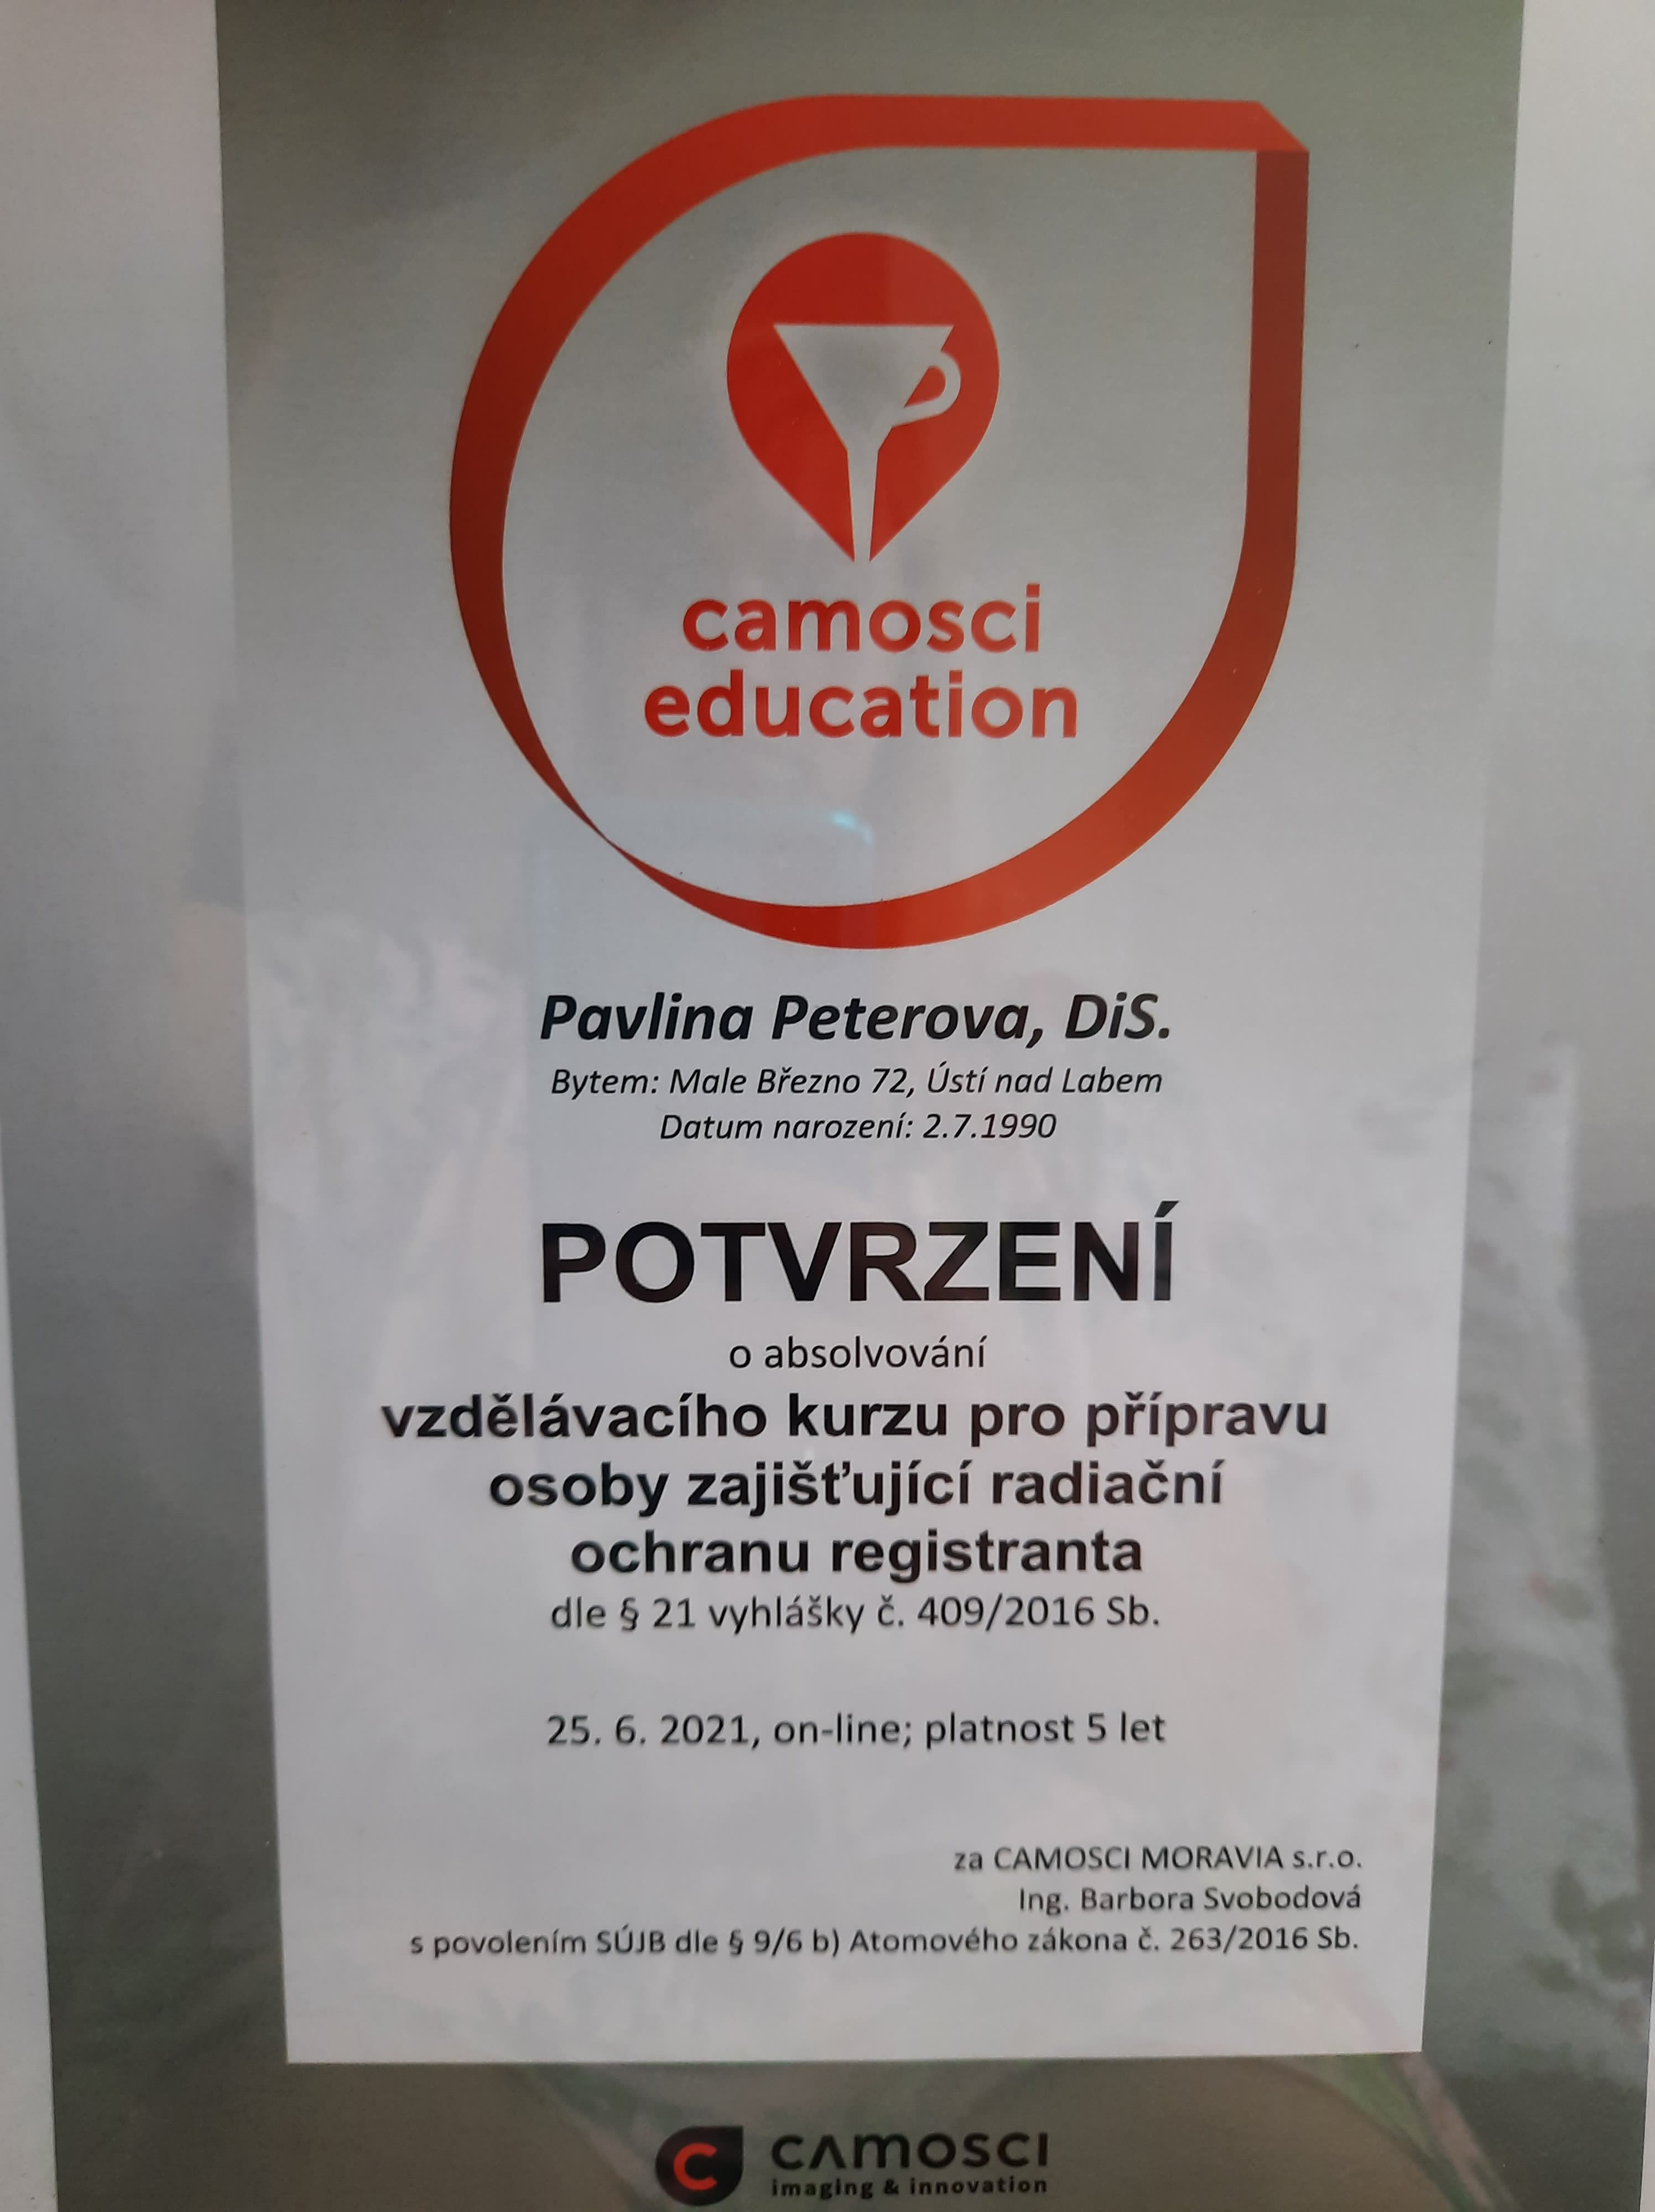 camosci
education
Pavlina Peterova, DiS.
Bytem: Male Březno 72, Ústí nad Labem
Datum narození: 2.7.1990
POTVRZENÍ
o absolvování
vzdělávacího kurzu pro přípravu
osoby zajišťující radiační
ochranu registranta
dle § 21 vyhlášky č. 409/2016 Sb.
25. 6. 2021, on-line; platnost 5 let
za CAMOSCI MORAVIA s.r.o.
Ing. Barbora Svobodová
s povolením SÚJB dle § 9/6 b) Atomového zákona č. 263/2016 Sb.
CAMOSCI
imaging & innovation